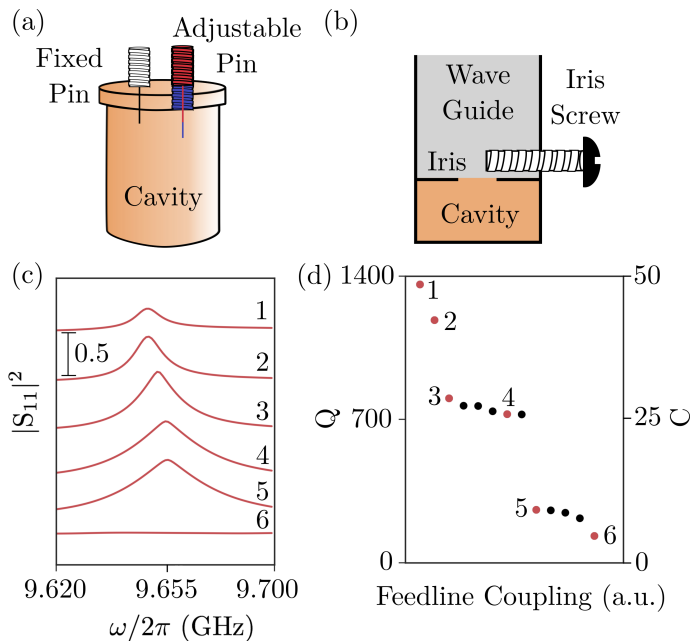 (a)
Fixed
Pin
Adjustable
Pin
Cavity
(b)
Wave
Guide
Iris
Screw
Iris
Cavity
(c)
|S₁₁|²
0.5
1
2
3
4
5
6
9.620
9.655
9.700
ω/2π (GHz)
(d)
1400
700
0
Q
50
25
0
C
1
2
3
4
5
6
Feedline Coupling (a.u.)